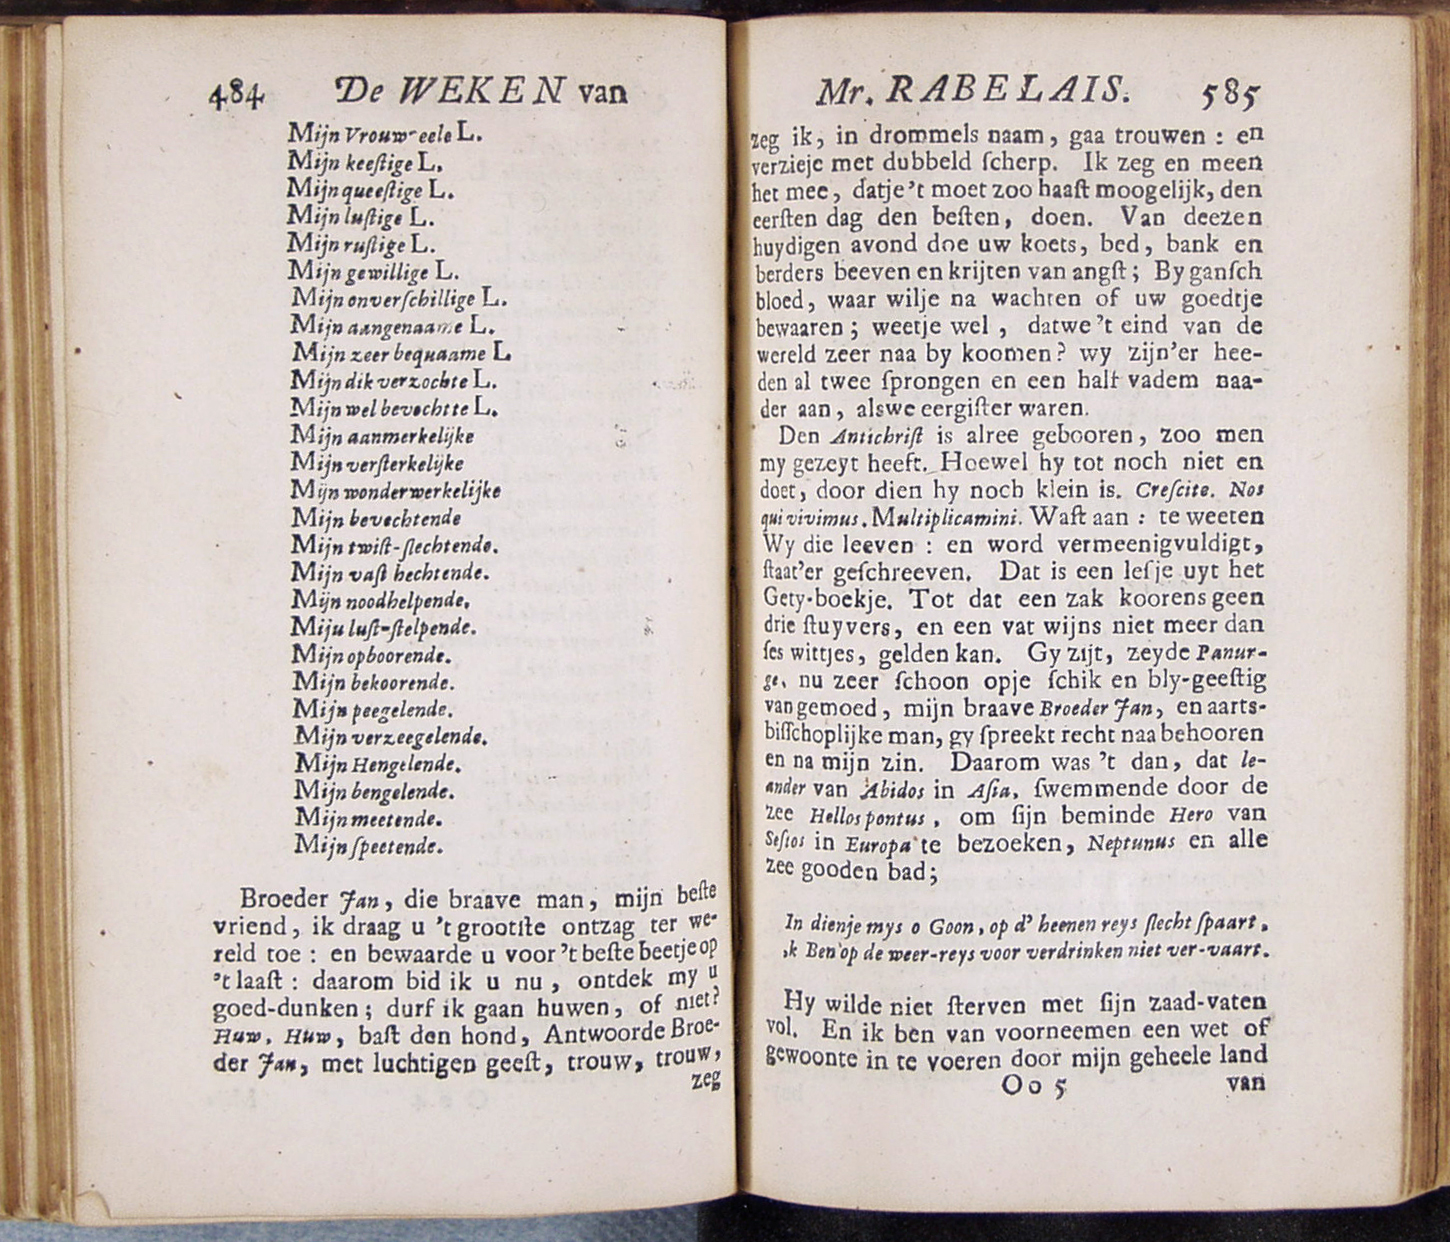 484 De WEKEN van
Mijn Vrouw-eele L.
Mijn keeſtige L.
Mijn queeſtige L.
Mijn luſtige L.
Mijn ruſtige L.
Mijn gewillige L.
Mijn onverſchillige L.
Mijn aangenaame L.
Mijn zeer bequaame L
Mijn dik verzochte L.
Mijn wel bevochtte L.
Mijn aanmerkelijke
Mijn verſterkelijke
Mijn wonderwerkelijke
Mijn bevechtende
Mijn twiſt-ſlechtende.
Mijn vaſt hechtende.
Mijn noodhelpende.
Miju luſt-ſtelpende.
Mijn opboorende.
Mijn bekoorende.
Mijn peegelende.
Mijn verzeegelende.
Mijn Hengelende.
Mijn bengelende.
Mijn meetende.
Mijn ſpeetende.
Broeder Jan, die braave man, mijn beſte
vriend, ik draag u 't grootſte ontzag ter we-
reld toe : en bewaarde u voor 't beſte beetje op
't laaſt : daarom bid ik u nu, ontdek my u
goed-dunken; durf ik gaan huwen, of niet?
Huw, Huw, baſt den hond, Antwoorde Broe-
der Jan, met luchtigen geeſt, trouw, trouw,
zeg
Mr. RABELAIS. 585
zeg ik, in drommels naam, gaa trouwen : en
verzieje met dubbeld ſcherp. Ik zeg en meen
het mee, datje 't moet zoo haaſt moogelijk, den
eerſten dag den beſten, doen. Van deezen
huydigen avond doe uw koets, bed, bank en
berders beeven en krijten van angſt; By ganſch
bloed, waar wilje na wachten of uw goedtje
bewaaren; weetje wel, datwe 't eind van de
wereld zeer naa by koomen? wy zijn'er hee-
den al twee ſprongen en een half vadem naa-
der aan, alswe eergiſter waren.
Den Antichriſt is alree gebooren, zoo men
my gezeyt heeft. Hoewel hy tot noch niet en
doet, door dien hy noch klein is. Creſcite. Nos
qui vivimus. Multiplicamini. Waſt aan : te weeten
Wy die leeven : en word vermeenigvuldigt,
ſtaat'er geſchreeven. Dat is een lesje uyt het
Gety-boekje. Tot dat een zak koorens geen
drie ſtuyvers, en een vat wijns niet meer dan
ſes wittjes, gelden kan. Gy zijt, zeyde Panur-
ge, nu zeer ſchoon opje ſchik en bly-geeſtig
van gemoed, mijn braave Broeder Jan, en aarts-
biſſchoplijke man, gy ſpreekt recht naa behooren
en na mijn zin. Daarom was 't dan, dat le-
ander van Abidos in Aſia, ſwemmende door de
zee Hellospontus, om ſijn beminde Hero van
Seſtos in Europa te bezoeken, Neptunus en alle
zee gooden bad;
In dienje mys o Goon, op d' heenen reys ſlecht ſpaart,
ik Ben op de weer-reys voor verdrinken niet ver-vaart.
Hy wilde niet ſterven met ſijn zaad-vaten
vol. En ik ben van voorneemen een wet of
gewoonte in te voeren door mijn geheele land
Oo 5 van